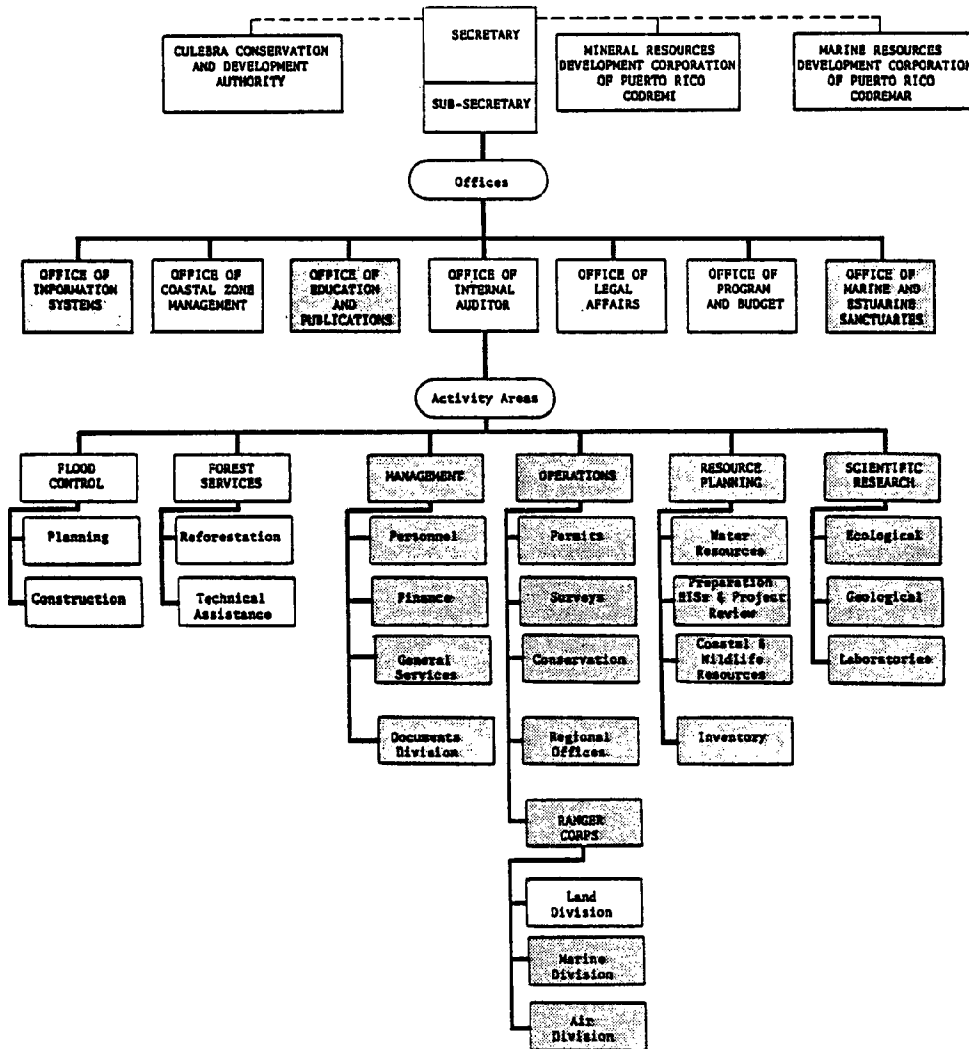 SECRETARY
CULEBRA CONSERVATION
AND DEVELOPMENT
AUTHORITY
MINERAL RESOURCES
DEVELOPMENT CORPORATION
OF PUERTO RICO
CODREMI
MARINE RESOURCES
DEVELOPMENT CORPORATION
OF PUERTO RICO
CODREMAR
SUB-SECRETARY
Offices
OFFICE OF
INFORMATION
SYSTEMS
OFFICE OF
COASTAL ZONE
MANAGEMENT
OFFICE OF
EDUCATION
AND
PUBLICATIONS
OFFICE OF
INTERNAL
AUDITOR
OFFICE OF
LEGAL
AFFAIRS
OFFICE OF
PROGRAM
AND BUDGET
OFFICE OF
MARINE AND
ESTUARINE
SANCTUARIES
Activity Areas
FLOOD
CONTROL
Planning
Construction
FOREST
SERVICES
Reforestation
Technical
Assistance
MANAGEMENT
Personnel
Finance
General
Services
Documents
Division
OPERATIONS
Permits
Surveys
Conservation
Regional
Offices
RANGER
CORPS
Land
Division
Marine
Division
Air
Division
RESOURCE
PLANNING
Water
Resources
Preparation
EISs & Project
Review
Coastal &
Wildlife
Resources
Inventory
SCIENTIFIC
RESEARCH
Ecological
Geological
Laboratories